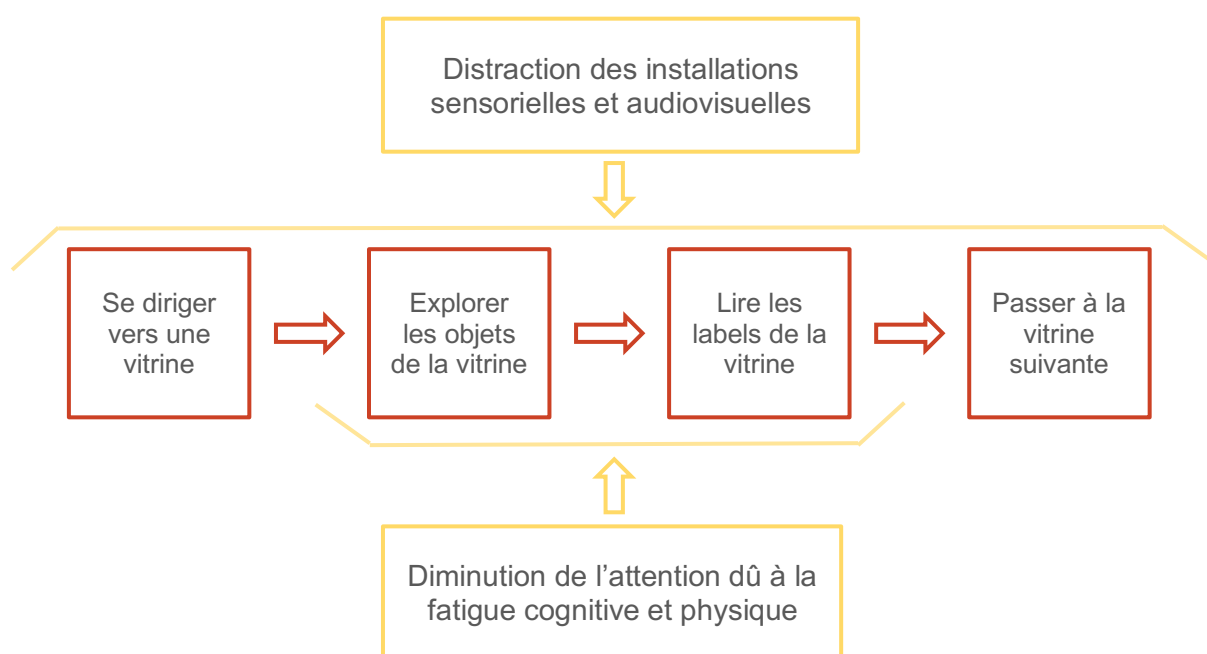 Distraction des installations
sensorielles et audiovisuelles
Se diriger
vers une
vitrine
Explorer
les objets
de la vitrine
Lire les
labels de la
vitrine
Passer à la
vitrine
suivante
Diminution de l’attention dû à la
fatigue cognitive et physique